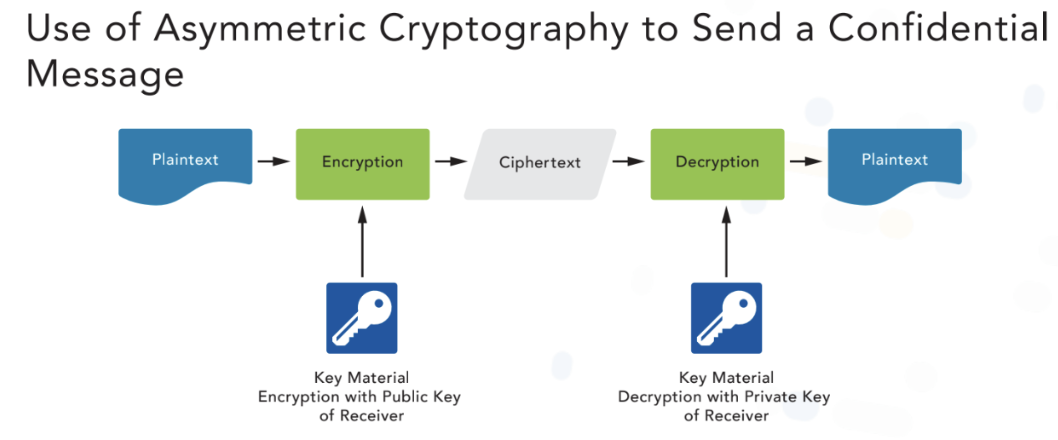 Use of Asymmetric Cryptography to Send a Confidential
Message
Plaintext
Encryption
Ciphertext
Decryption
Plaintext
Key Material
Encryption with Public Key
of Receiver
Key Material
Decryption with Private Key
of Receiver